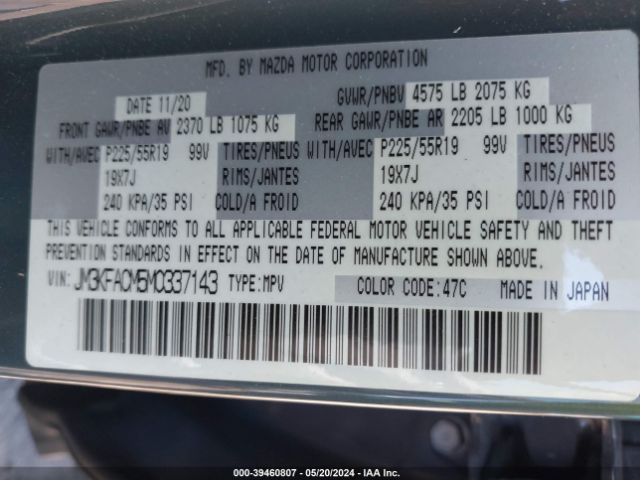 MFD. BY MAZDA MOTOR CORPORATION
DATE 11/20 GVWR/PNBV 4575 LB 2075 KG
FRONT GAWR/PNBE AV 2370 LB 1075 KG REAR GAWR/PNBE AR 2205 LB 1000 KG
WITH/AVEC P225/55R19 99V TIRES/PNEUS WITH/AVEC P225/55R19 99V TIRES/PNEUS
19X7J RIMS/JANTES 19X7J RIMS/JANTES
240 KPA/35 PSI COLD/A FROID 240 KPA/35 PSI COLD/A FROID
THIS VEHICLE CONFORMS TO ALL APPLICABLE FEDERAL MOTOR VEHICLE SAFETY AND THEFT
PREVENTION STANDARDS IN EFFECT ON THE DATE OF MANUFACTURE SHOWN ABOVE.
VIN: JM3KFACM5M0337143 TYPE:MPV COLOR CODE:47C MADE IN JAPAN
000-39460807 - 05/20/2024 - IAA Inc.